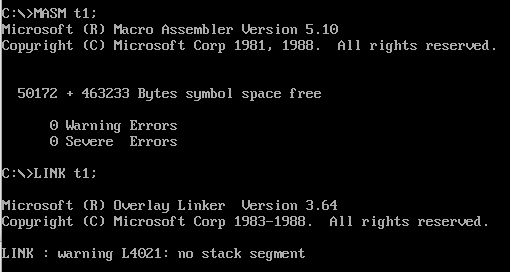 C:\>MASM t1;
Microsoft (R) Macro Assembler Version 5.10
Copyright (C) Microsoft Corp 1981, 1988.  All rights reserved.
50172 + 463233 Bytes symbol space free
0 Warning Errors
0 Severe  Errors
C:\>LINK t1;
Microsoft (R) Overlay Linker  Version 3.64
Copyright (C) Microsoft Corp 1983-1988.  All rights reserved.
LINK : warning L4021: no stack segment